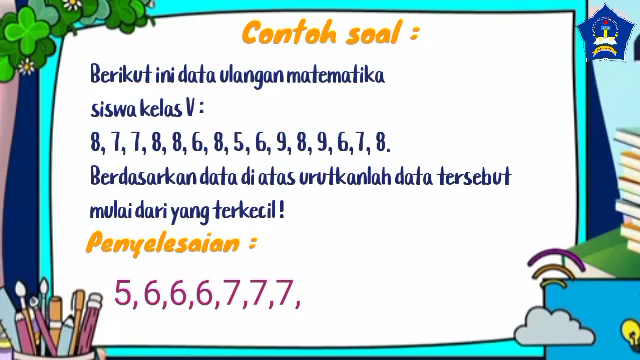 Contoh soal :
Berikut ini data ulangan matematika
siswa kelas V :
8, 7, 7, 8, 8, 6, 8, 5, 6, 9, 8, 9, 6,7, 8.
Berdasarkan data di atas urutkanlah data tersebut
mulai dari yang terkecil !
Penyelesaian :
5,6,6,6,7,7,7,